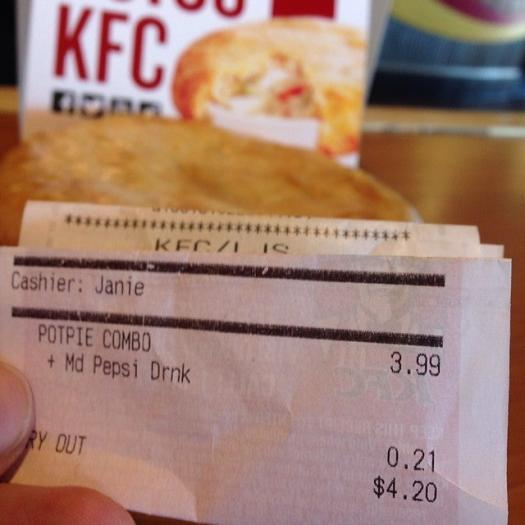 KFC
***********************************
KFC/LJS
Cashier: Janie
POTPIE COMBO 3.99
+ Md Pepsi Drnk
RY OUT 0.21
$4.20